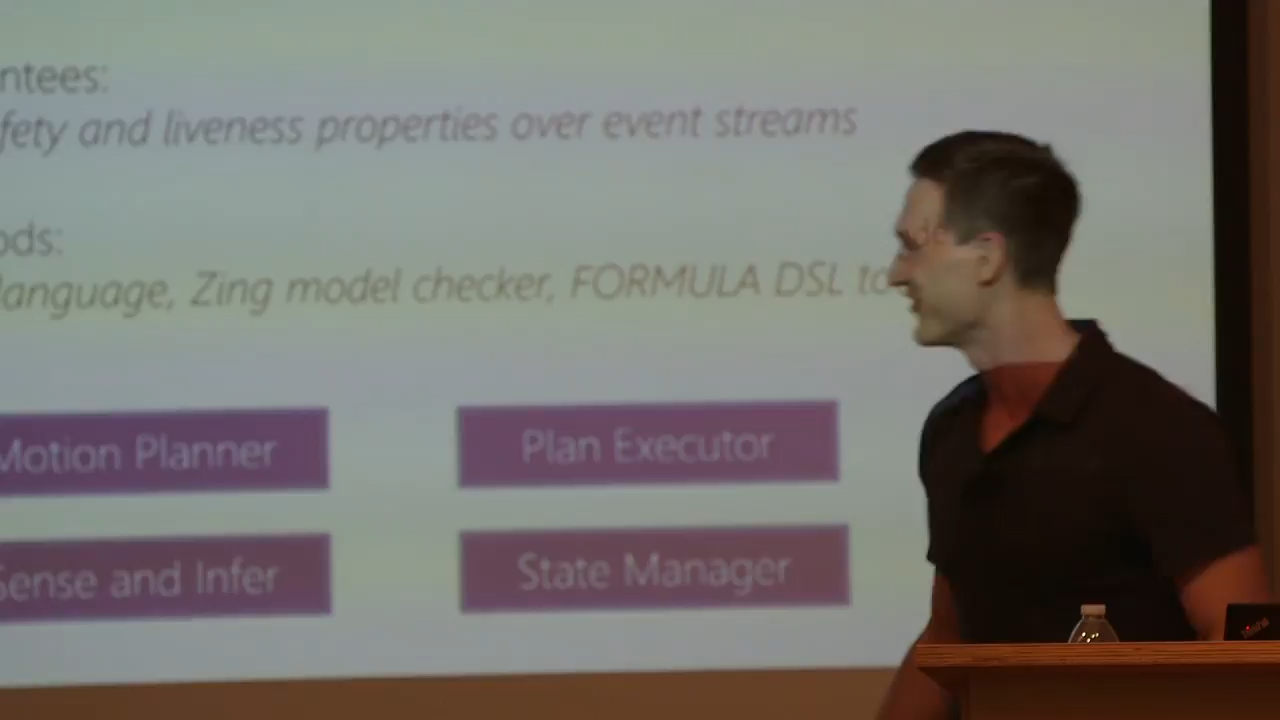 ntees:
fety and liveness properties over event streams
ods:
language, Zing model checker, FORMULA DSL to
Motion Planner
Plan Executor
Sense and Infer
State Manager